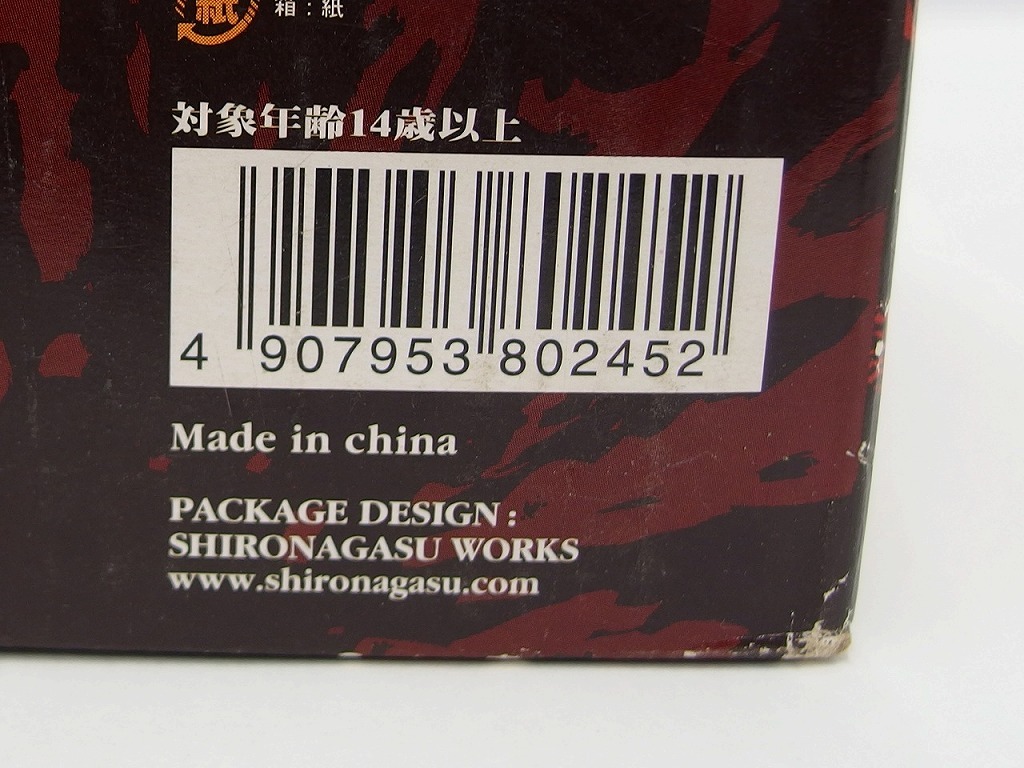 紙
箱：紙
対象年齢14歳以上
4 907953 802452
Made in china
PACKAGE DESIGN :
SHIRONAGASU WORKS
www.shironagasu.com